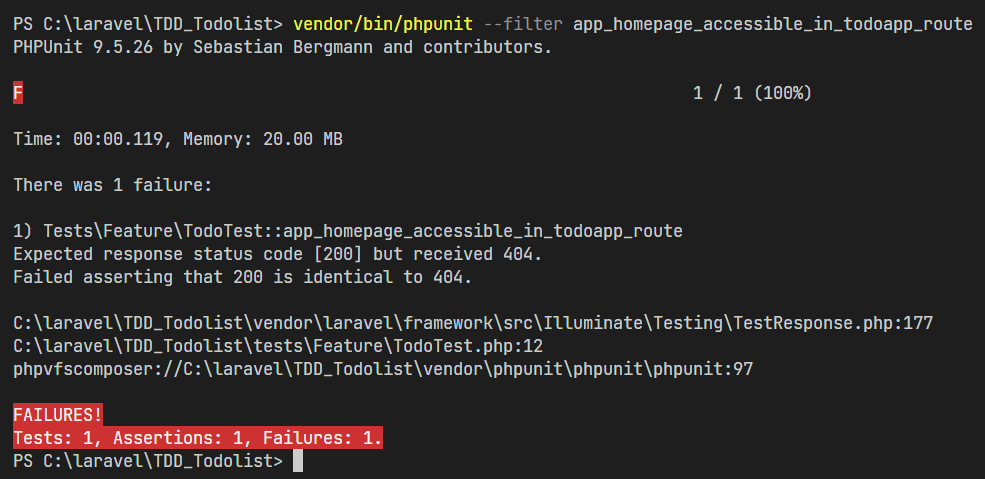 PS C:\laravel\TDD_Todolist> vendor/bin/phpunit --filter app_homepage_accessible_in_todoapp_route
PHPUnit 9.5.26 by Sebastian Bergmann and contributors.
F 1 / 1 (100%)
Time: 00:00.119, Memory: 20.00 MB
There was 1 failure:
1) Tests\Feature\TodoTest::app_homepage_accessible_in_todoapp_route
Expected response status code [200] but received 404.
Failed asserting that 200 is identical to 404.
C:\laravel\TDD_Todolist\vendor\laravel\framework\src\Illuminate\Testing\TestResponse.php:177
C:\laravel\TDD_Todolist\tests\Feature\TodoTest.php:12
phpvfscomposer://C:\laravel\TDD_Todolist\vendor\phpunit\phpunit\phpunit:97
FAILURES!
Tests: 1, Assertions: 1, Failures: 1.
PS C:\laravel\TDD_Todolist>